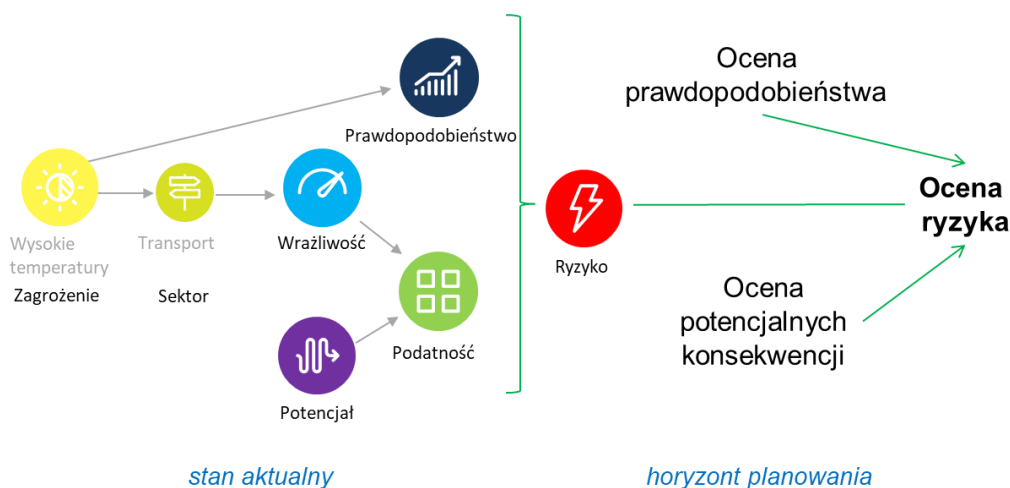 Prawdopodobieństwo
Wysokie
temperatury
Zagrożenie
Transport
Sektor
Wrażliwość
Potencjał
Podatność
Ryzyko
Ocena
prawdopodobieństwa
Ocena
ryzyka
Ocena
potencjalnych
konsekwencji
stan aktualny
horyzont planowania